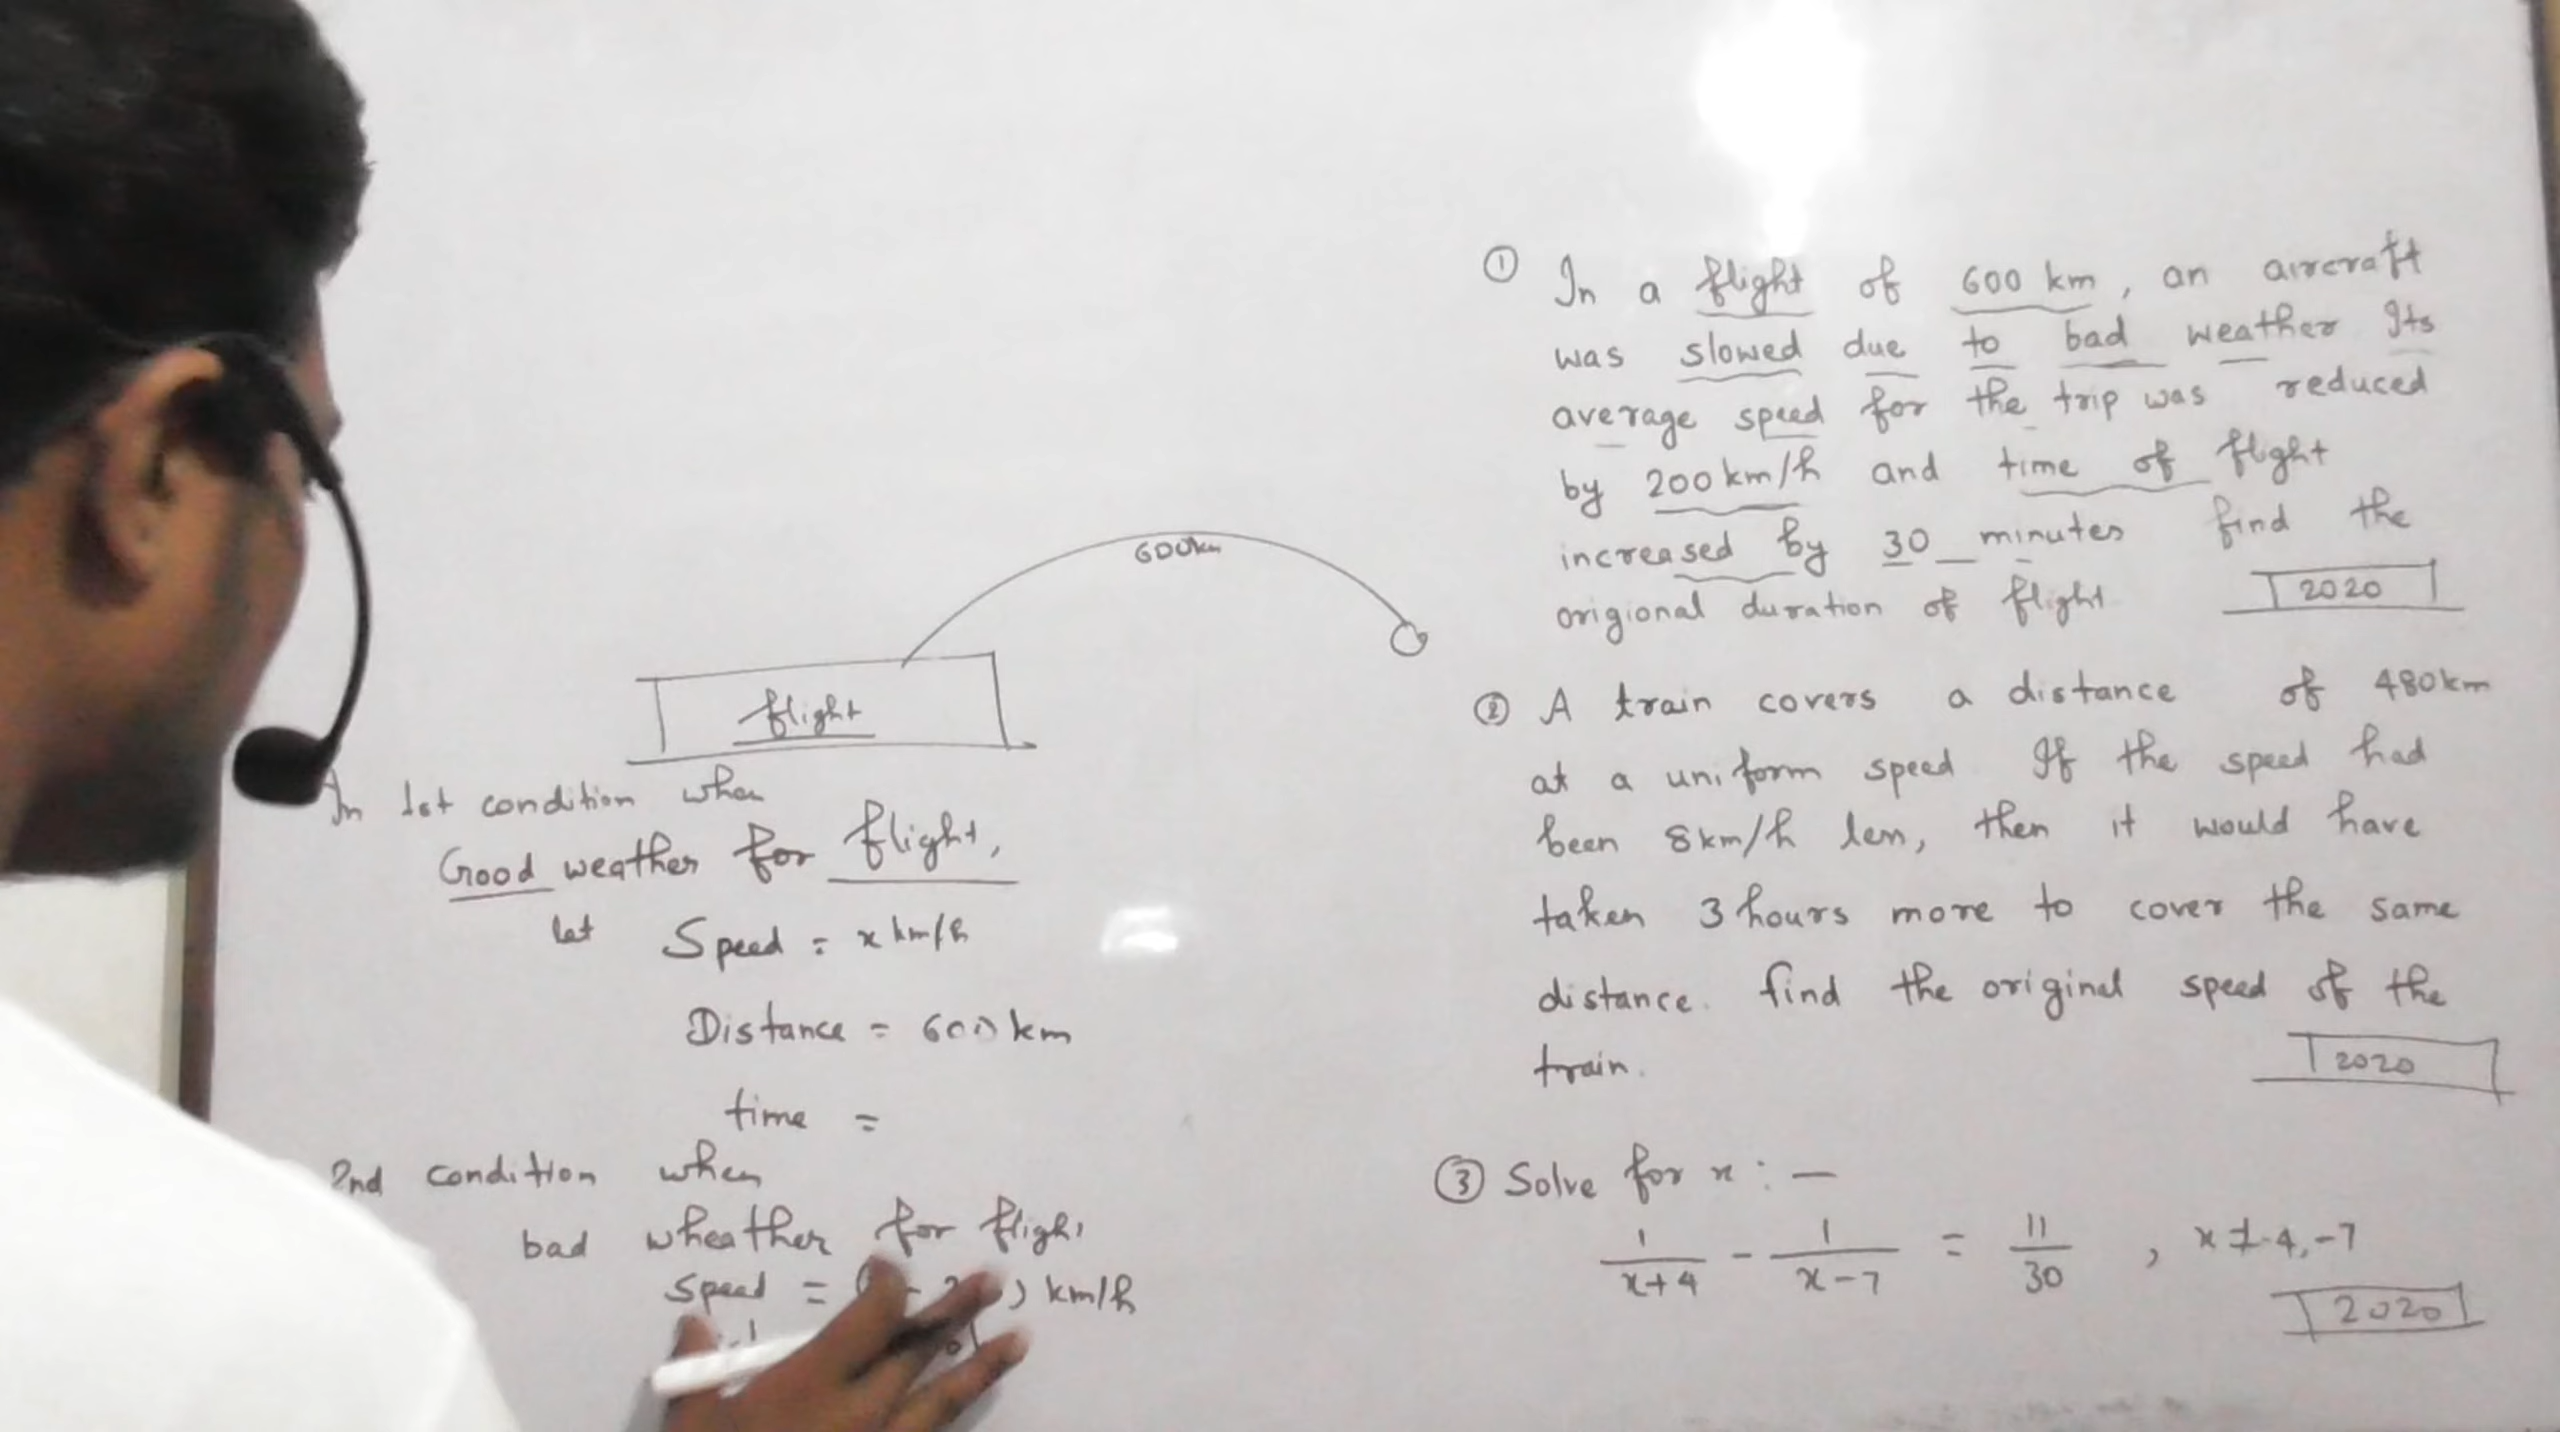 600km
flight
In 1st condition when
Good weather for flight,
let Speed = x km/h
Distance = 600 km
time =
2nd condition when
bad wheather for flight
speed = km/h
① In a flight of 600 km, an aircraft
was slowed due to bad weather Its
average speed for the trip was reduced
by 200 km/h and time of flight
increased by 30 minutes find the
origional duration of flight
2020
② A train covers a distance of 480km
at a uniform speed If the speed had
been 8km/h less, then it would have
taken 3 hours more to cover the same
distance. find the original speed of the
train.
2020
③ Solve for x : —
1/(x+4) - 1/(x-7) = 11/30 , x ≠ -4, -7
2020